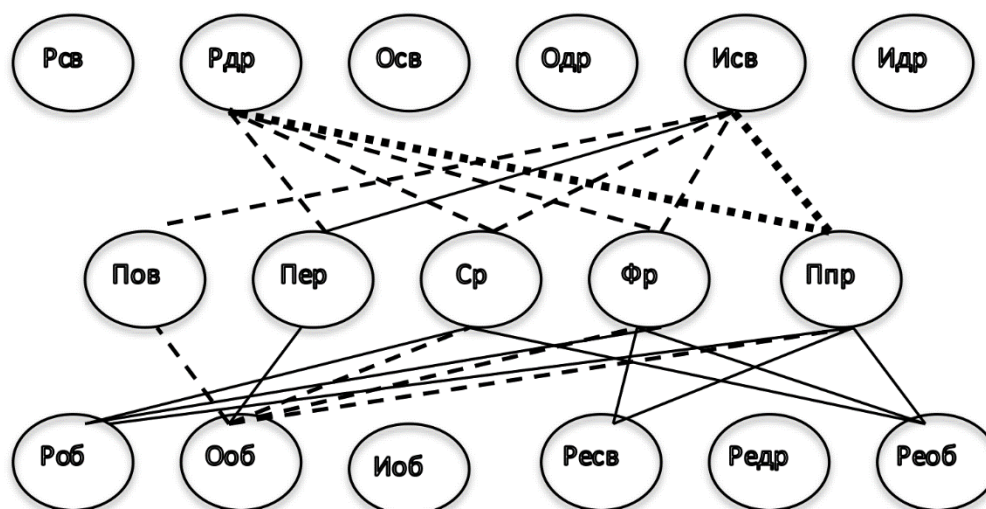 Рсв Рдр Осв Одр Исв Идр
Пов Пер Ср Фр Ппр
Роб Ооб Иоб Ресв Редр Реоб